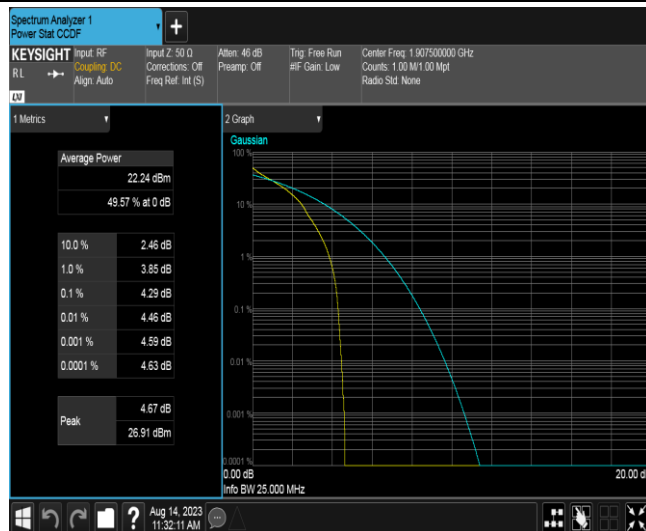 Spectrum Analyzer 1
Power Stat CCDF
+
KEYSIGHT
RL
Input: RF
Coupling: DC
Align: Auto
Input Z: 50 Ω
Corrections: Off
Freq Ref: Int (S)
Atten: 46 dB
Preamp: Off
Trig: Free Run
#IF Gain: Low
Center Freq: 1.907500000 GHz
Counts: 1.00 M/1.00 Mpt
Radio Std: None
1 Metrics
Average Power
22.24 dBm
49.57 % at 0 dB
10.0 % 2.46 dB
1.0 % 3.85 dB
0.1 % 4.29 dB
0.01 % 4.46 dB
0.001 % 4.59 dB
0.0001 % 4.63 dB
Peak
4.67 dB
26.91 dBm
2 Graph
Gaussian
100 %
10 %
1 %
0.1 %
0.01 %
0.001 %
0.0001 %
0.00 dB
20.00 d
Info BW 25.000 MHz
?
Aug 14, 2023
11:32:11 AM